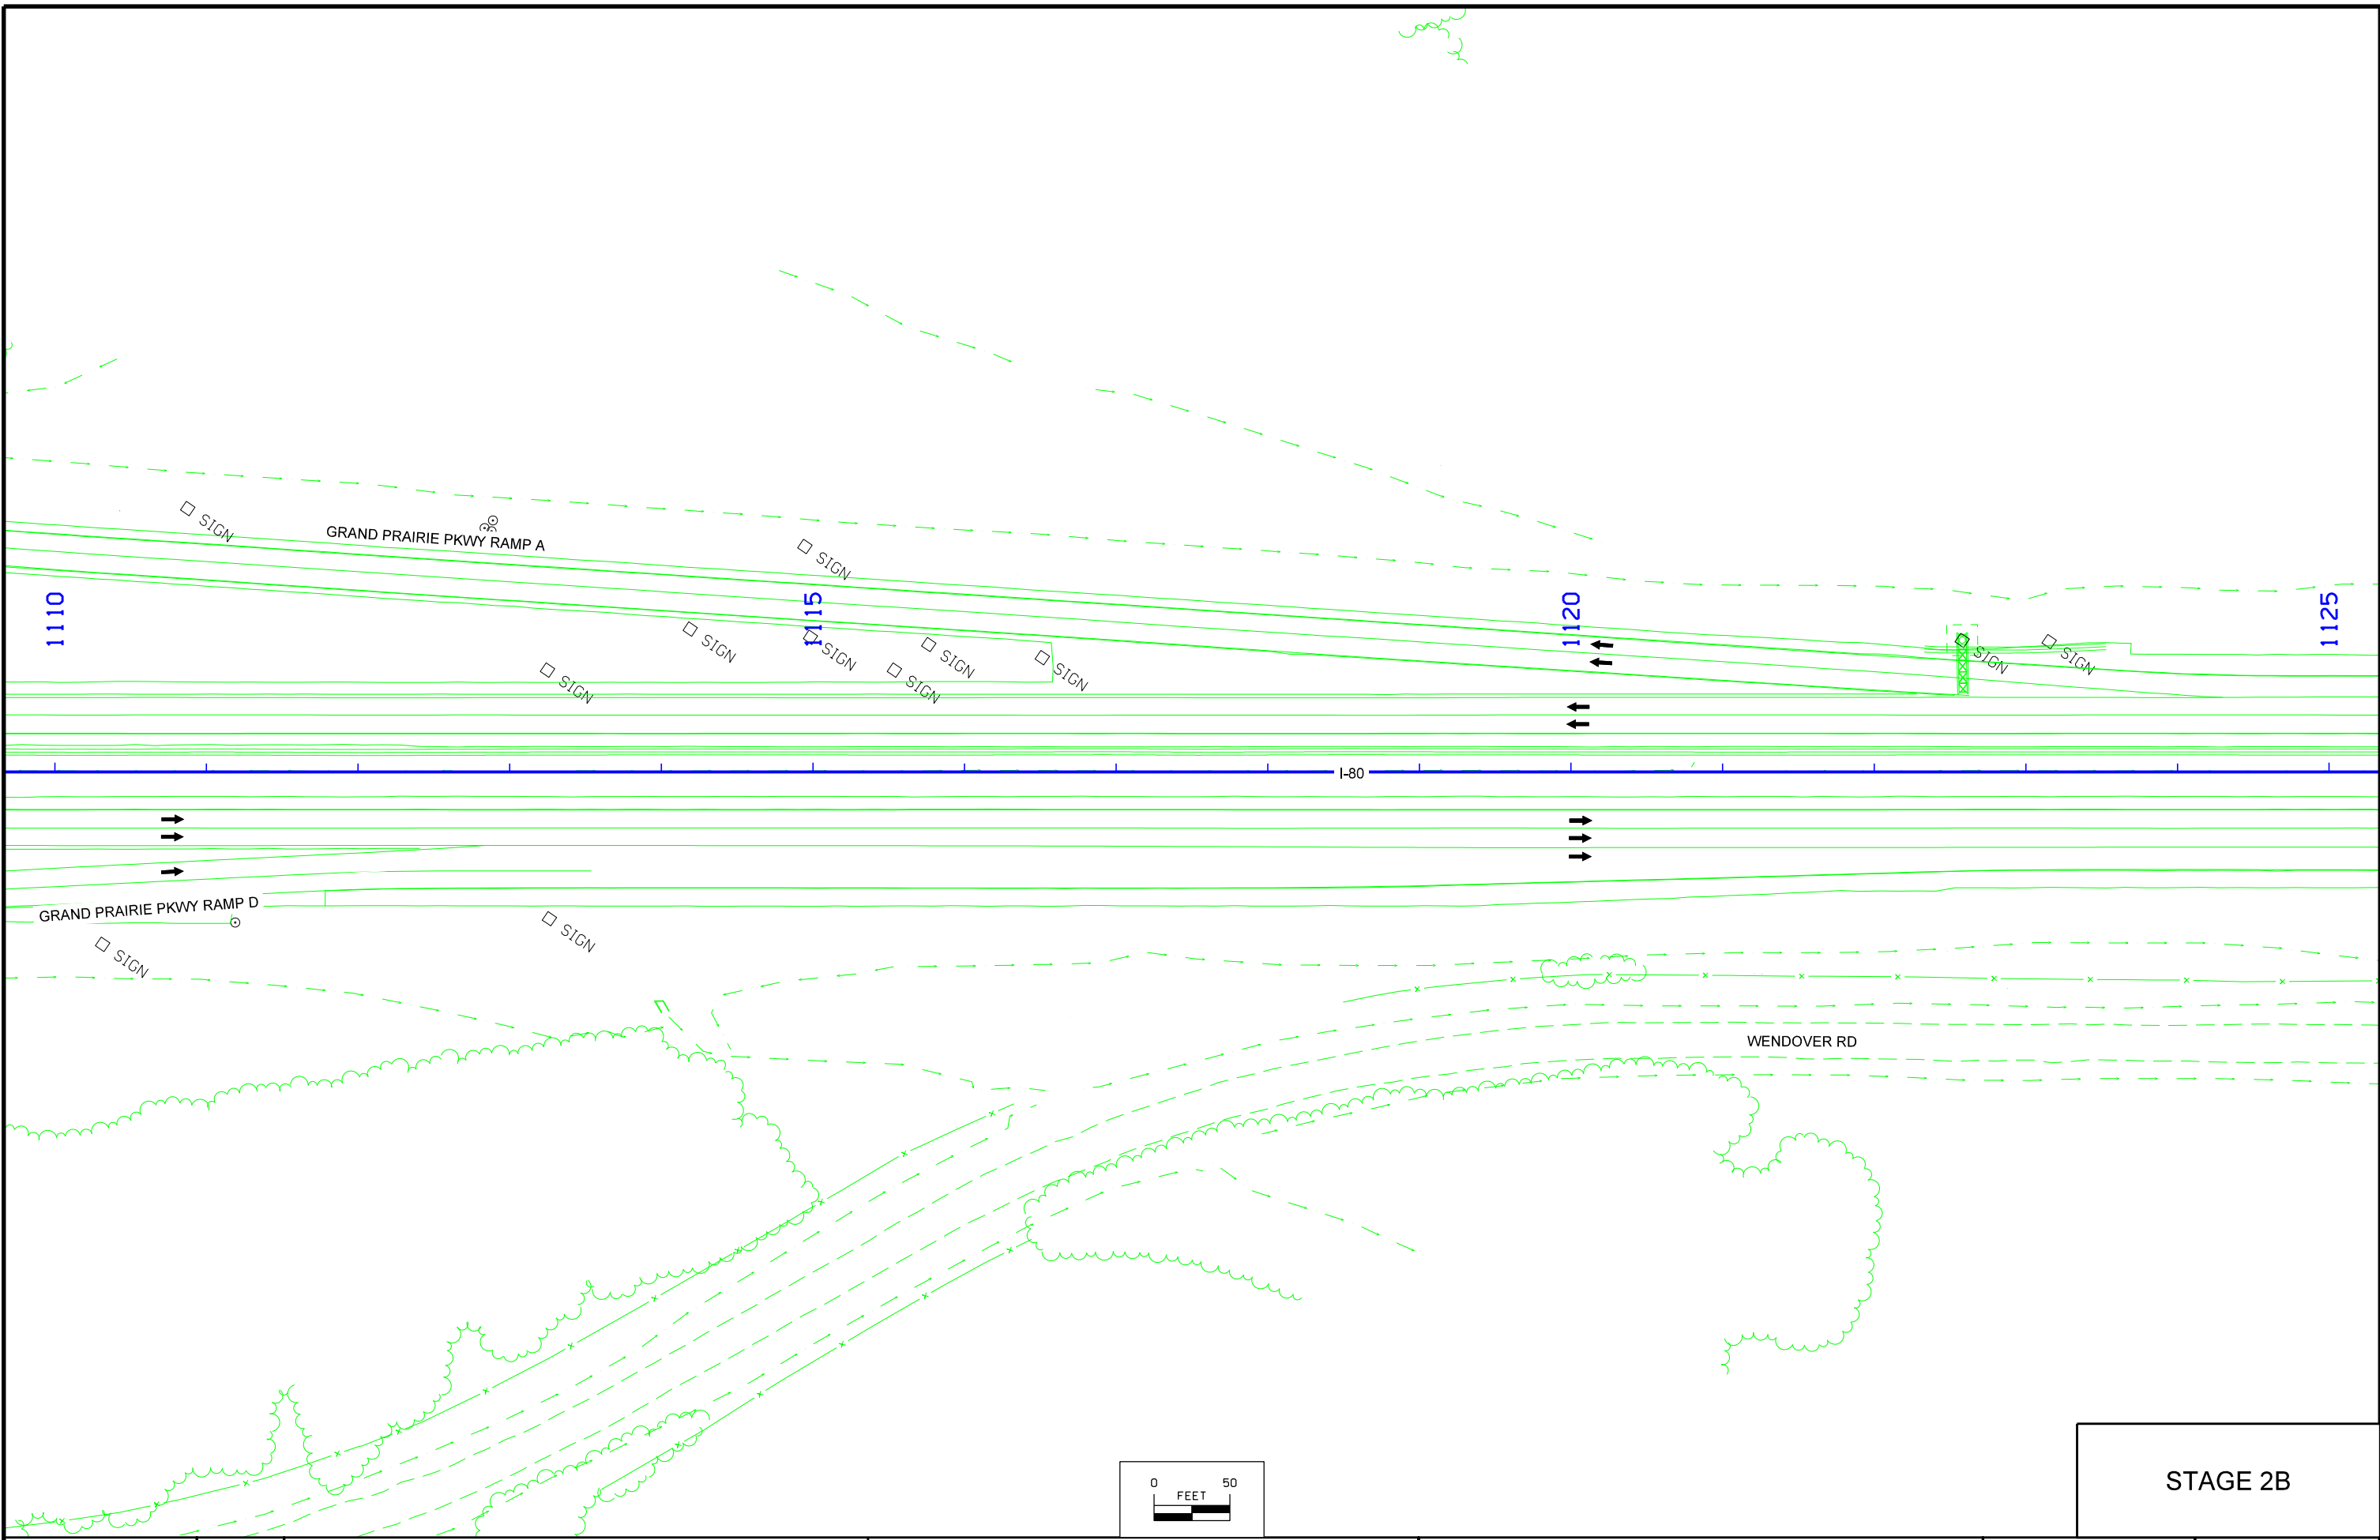 SIGN
GRAND PRAIRIE PKWY RAMP A
SIGN
1110
1115
1120
1125
SIGN
SIGN
SIGN
SIGN
SIGN
SIGN
SIGN
SIGN
I-80
GRAND PRAIRIE PKWY RAMP D
SIGN
SIGN
WENDOVER RD
0 50
FEET
STAGE 2B